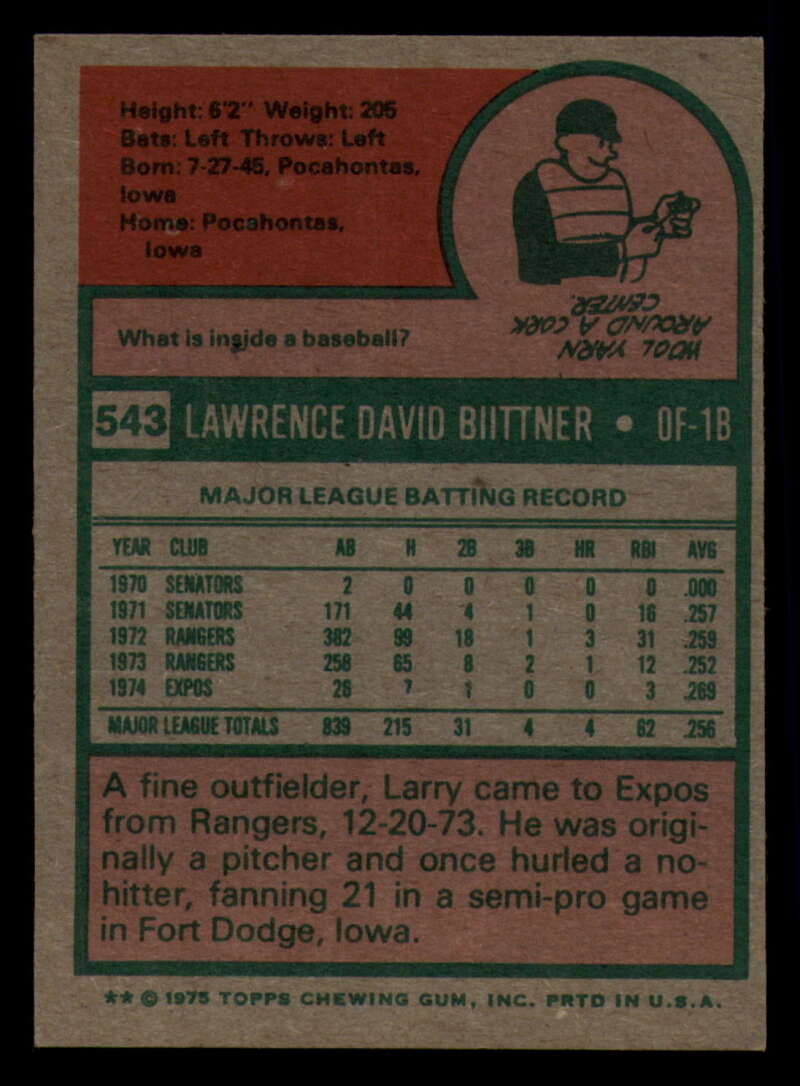 Height: 6'2" Weight: 205
Bats: Left Throws: Left
Born: 7-27-45, Pocahontas,
Iowa
Home: Pocahontas,
Iowa
What is inside a baseball?
WOOL YARN
AROUND A CORK
CENTER.
543 LAWRENCE DAVID BIITTNER • OF-1B
MAJOR LEAGUE BATTING RECORD
YEAR CLUB AB H 2B 3B HR RBI AVG
1970 SENATORS 2 0 0 0 0 0 .000
1971 SENATORS 171 44 4 1 0 16 .257
1972 RANGERS 382 99 18 1 3 31 .259
1973 RANGERS 258 65 8 2 1 12 .252
1974 EXPOS 26 7 1 0 0 3 .269
MAJOR LEAGUE TOTALS 839 215 31 4 4 62 .256
A fine outfielder, Larry came to Expos
from Rangers, 12-20-73. He was origi-
nally a pitcher and once hurled a no-
hitter, fanning 21 in a semi-pro game
in Fort Dodge, Iowa.
** © 1975 TOPPS CHEWING GUM, INC. PRTD IN U.S.A.